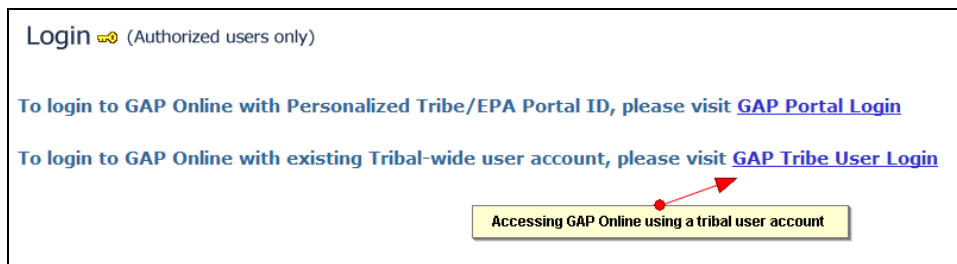 Login (Authorized users only)
To login to GAP Online with Personalized Tribe/EPA Portal ID, please visit GAP Portal Login
To login to GAP Online with existing Tribal-wide user account, please visit GAP Tribe User Login
Accessing GAP Online using a tribal user account